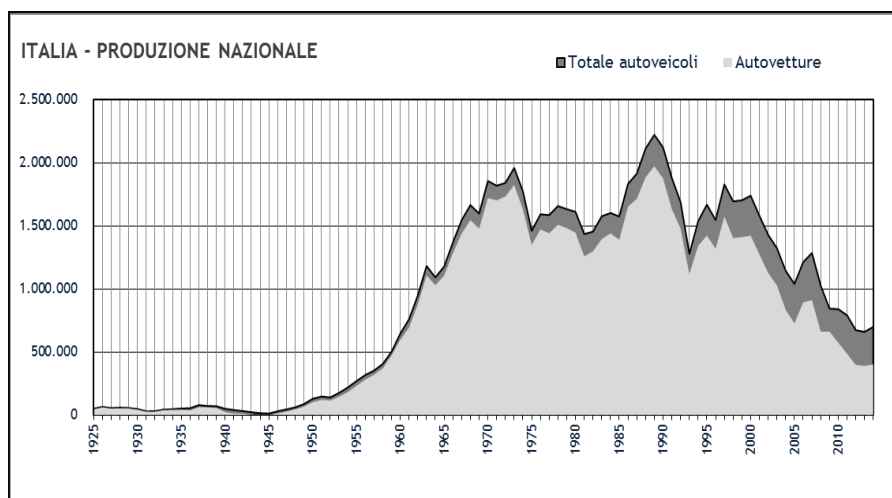 ITALIA - PRODUZIONE NAZIONALE
Totale autoveicoli Autovetture
2.500.000
2.000.000
1.500.000
1.000.000
500.000
0
1925 1930 1935 1940 1945 1950 1955 1960 1965 1970 1975 1980 1985 1990 1995 2000 2005 2010